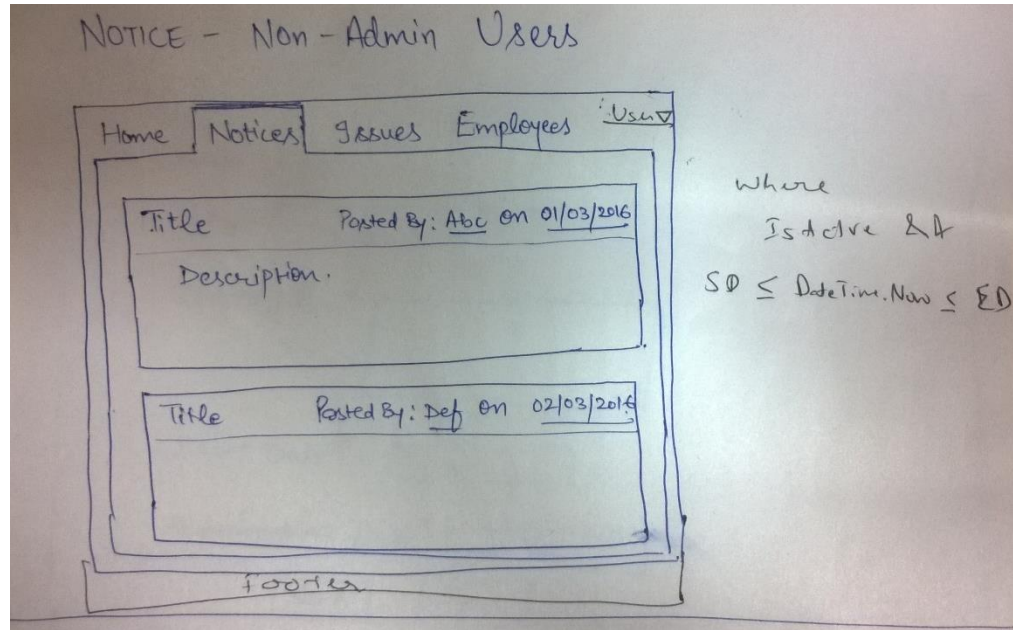 NOTICE - Non-Admin Users
Home Notices Issues Employees User▽
Title Posted By: Abc on 01/03/2016
Description.
Title Posted By: Def on 02/03/2016
Footer
where
IsActve &&
SD ≤ DateTime.Now ≤ ED